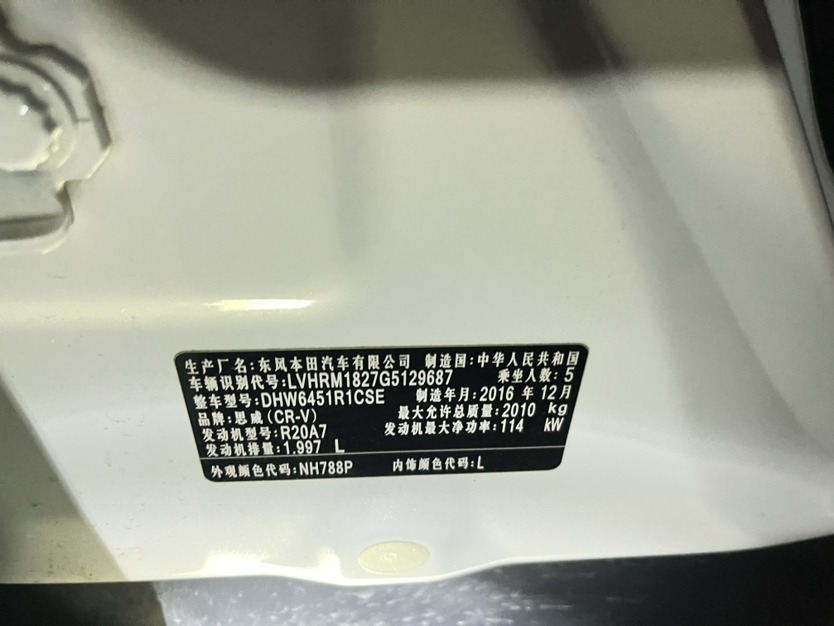 生产厂名:东风本田汽车有限公司 制造国:中华人民共和国
车辆识别代号:LVHRM1827G5129687 乘坐人数:5
整车型号:DHW6451R1CSE 制造年月:2016 年 12 月
品牌:思威(CR-V) 最大允许总质量:2010 kg
发动机型号:R20A7 发动机最大净功率:114 kW
发动机排量:1.997 L
外观颜色代码:NH788P 内饰颜色代码:L